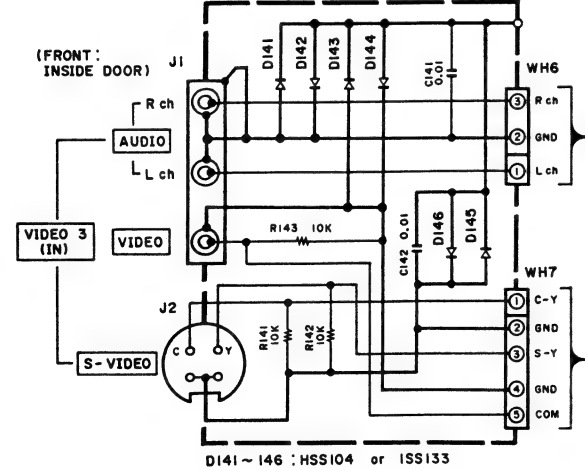 (FRONT:
INSIDE DOOR)
J1
D141
D142
D143
D144
C141
0.01
WH6
R ch
AUDIO
L ch
3 R ch
2 GND
1 L ch
VIDEO 3
(IN)
VIDEO
R143 10K
C142 0.01
D146
D145
WH7
J2
C
Y
R141
10K
R142
10K
1 C-Y
2 GND
3 S-Y
4 GND
5 COM
S-VIDEO
D141~146:HSS104 or ISS133